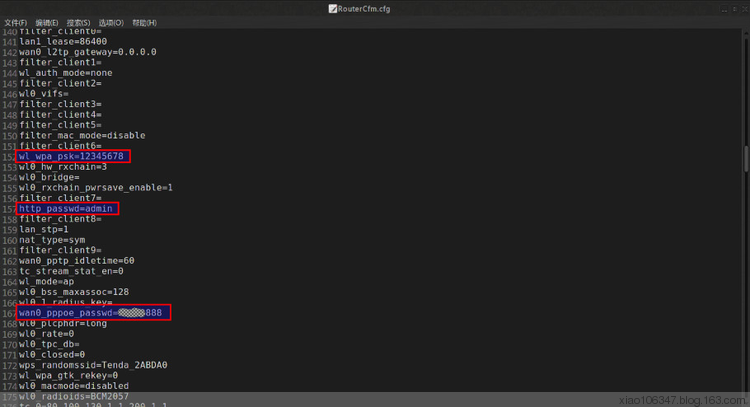 RouterCfm.cfg
文件(F) 编辑(E) 搜索(S) 选项(O) 帮助(H)
140 filter_client0=
141 lan1_lease=86400
142 wan0_l2tp_gateway=0.0.0.0
143 filter_client1=
144 wl_auth_mode=none
145 filter_client2=
146 wl0_vifs=
147 filter_client3=
148 filter_client4=
149 filter_client5=
150 filter_mac_mode=disable
151 filter_client6=
152 wl_wpa_psk=12345678
153 wl0_hw_rxchain=3
154 wl0_bridge=
155 wl0_rxchain_pwrsave_enable=1
156 filter_client7=
157 http_passwd=admin
158 filter_client8=
159 lan_stp=1
160 nat_type=sym
161 filter_client9=
162 wan0_pptp_idletime=60
163 tc_stream_stat_en=0
164 wl_mode=ap
165 wl0_bss_maxassoc=128
166 wl0_1_radius_key=
167 wan0_pppoe_passwd= 888
168 wl0_plcphdr=long
169 wl0_rate=0
170 wl0_tpc_db=
171 wl0_closed=0
172 wps_randomssid=Tenda_2ABDA0
173 wl_wpa_gtk_rekey=0
174 wl0_macmode=disabled
175 wl0_radioids=BCM2057
xiao106347.blog.163.com